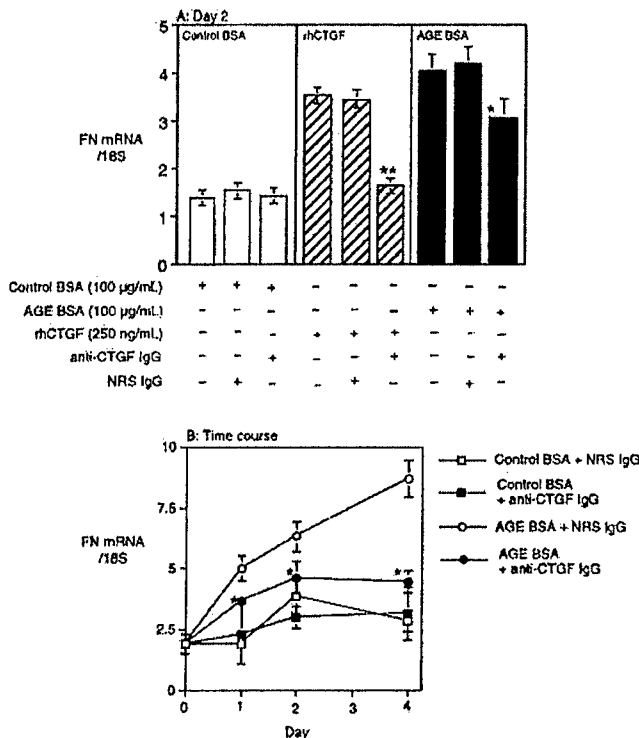 A: Day 2
Control BSA
rhCTGF
AGE BSA
5
4
3
2
1
0
FN mRNA
/18S
**
*
Control BSA (100 µg/mL) + + + - - - - - -
AGE BSA (100 µg/mL) - - - - - - + + +
rhCTGF (250 ng/mL) - - - + + + - - -
anti-CTGF IgG - - + - - + - - +
NRS IgG - + - - + - - + -
B: Time course
10
7.5
5
2.5
0
FN mRNA
/18S
*
*
*
0 1 2 4
Day
Control BSA + NRS IgG
Control BSA
+ anti-CTGF IgG
AGE BSA + NRS IgG
AGE BSA
+ anti-CTGF IgG